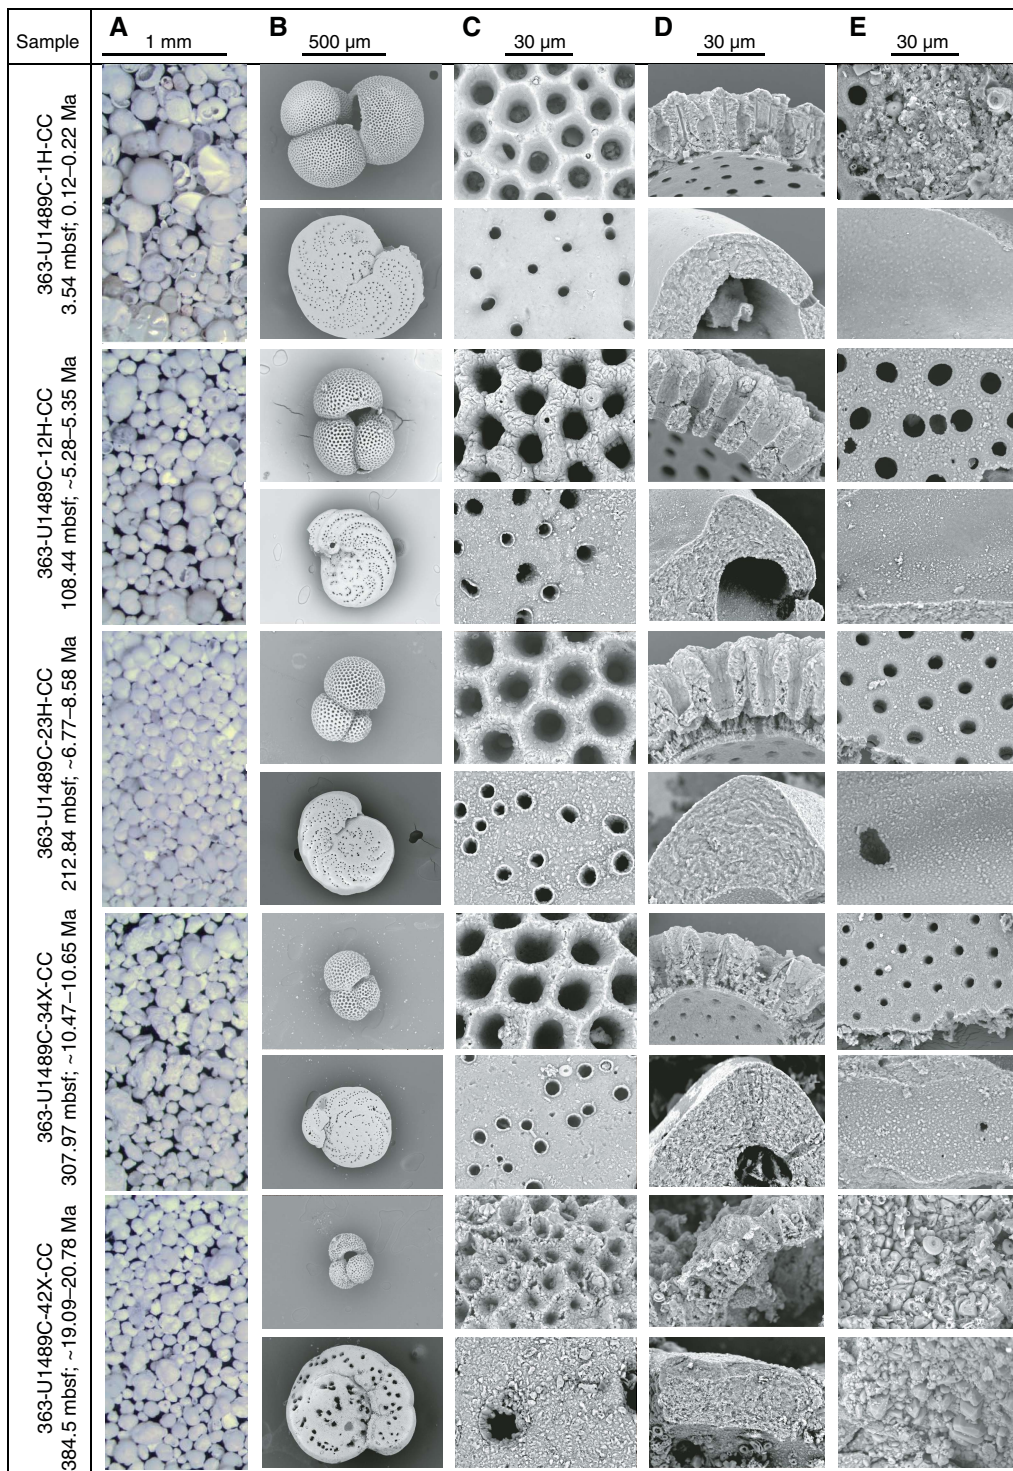 Sample
A
1 mm
B
500 µm
C
30 µm
D
30 µm
E
30 µm
363-U1489C-1H-CC
3.54 mbsf; 0.12–0.22 Ma
363-U1489C-12H-CC
108.44 mbsf; ~5.28–5.35 Ma
363-U1489C-23H-CC
212.84 mbsf; ~6.77–8.58 Ma
363-U1489C-34X-CC
307.97 mbsf; ~10.47–10.65 Ma
363-U1489C-42X-CC
384.5 mbsf; ~19.09–20.78 Ma